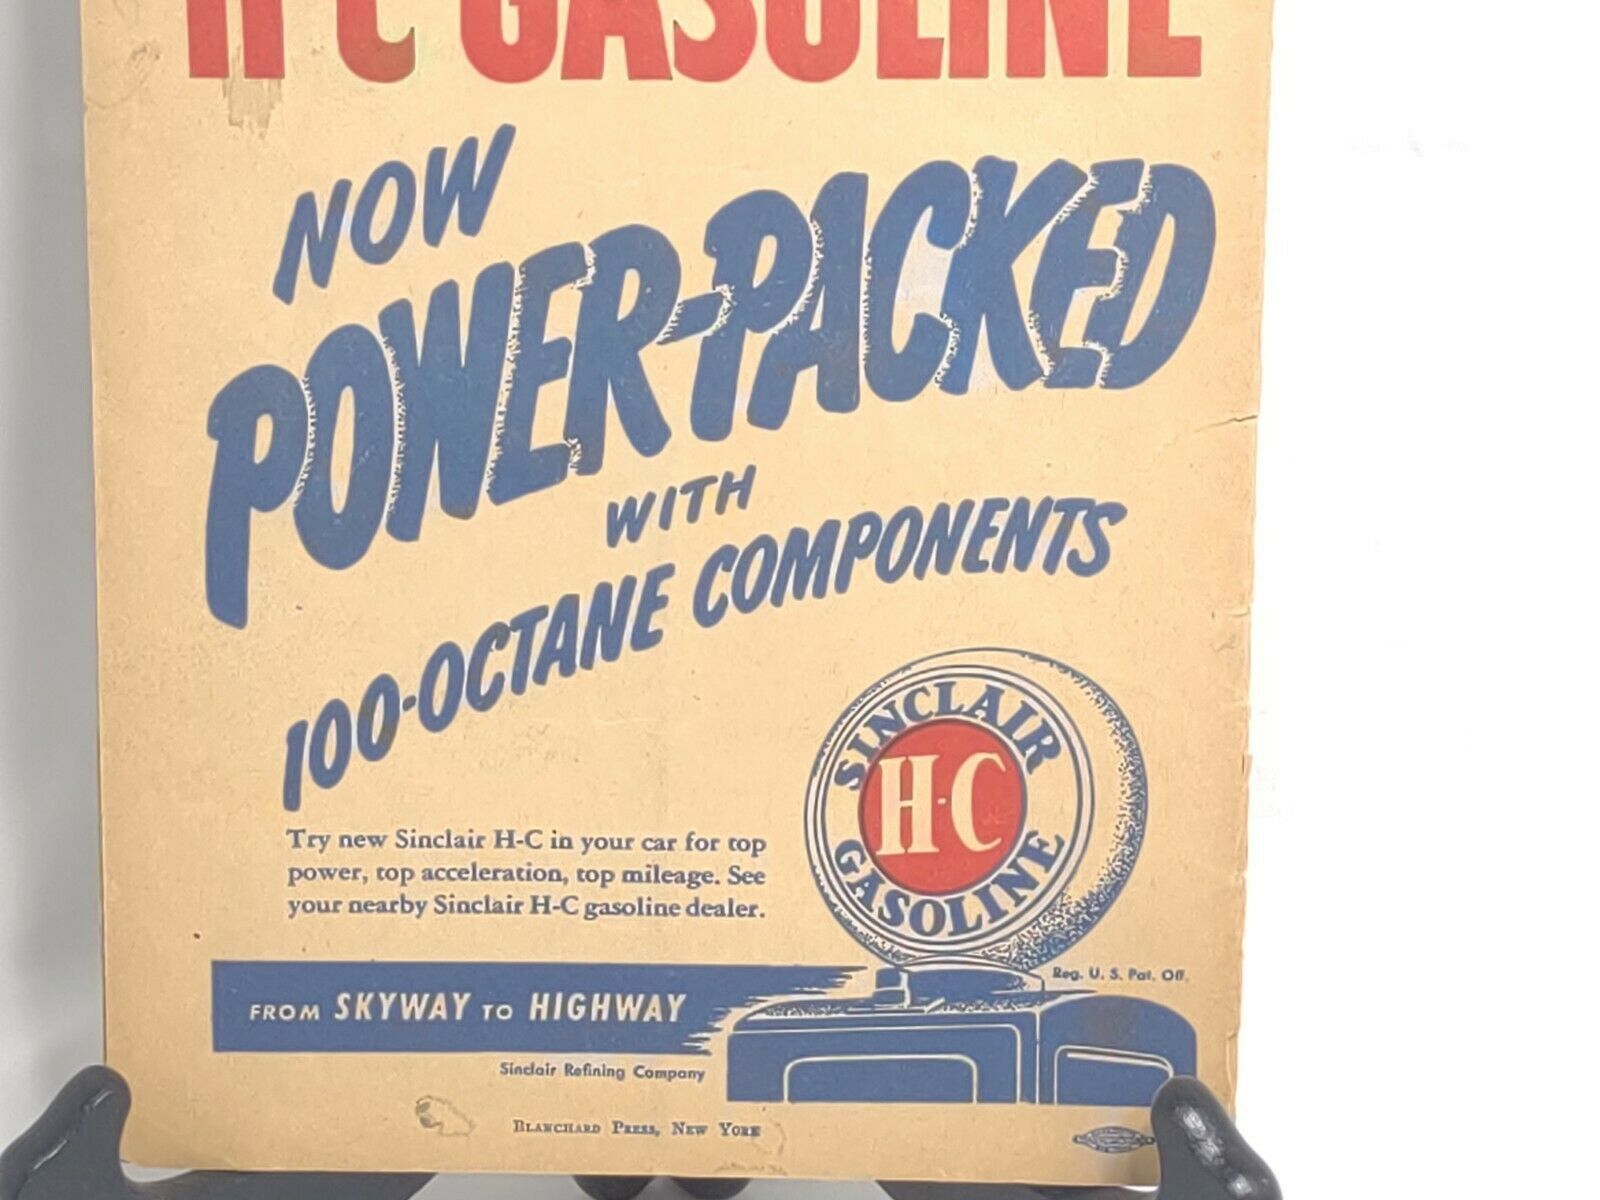 H-C GASOLINE
NOW
POWER-PACKED
WITH
100-OCTANE COMPONENTS
Try new Sinclair H-C in your car for top
power, top acceleration, top mileage. See
your nearby Sinclair H-C gasoline dealer.
SINCLAIR
H-C
GASOLINE
Reg. U. S. Pat. Off.
FROM SKYWAY TO HIGHWAY
Sinclair Refining Company
BLANCHARD PRESS, NEW YORK